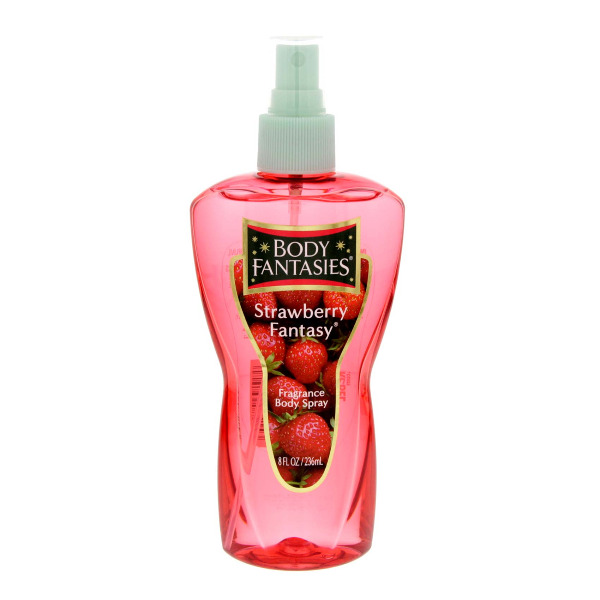 BODY
FANTASIES®
Strawberry
Fantasy®
Fragrance
Body Spray
8 FL OZ / 236mL